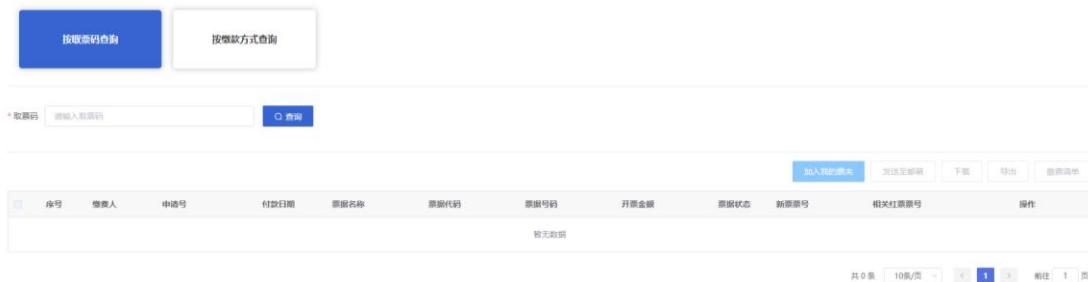 按取票码查询 按缴款方式查询
* 取票码 请输入取票码 查询
加入我的票夹 发送至邮箱 下载 导出 缴费清单
序号 缴费人 申请号 付款日期 票据名称 票据代码 票据号码 开票金额 票据状态 新票票号 相关红票票号 操作
暂无数据
共 0 条 10条/页 < 1 > 前往 1 页